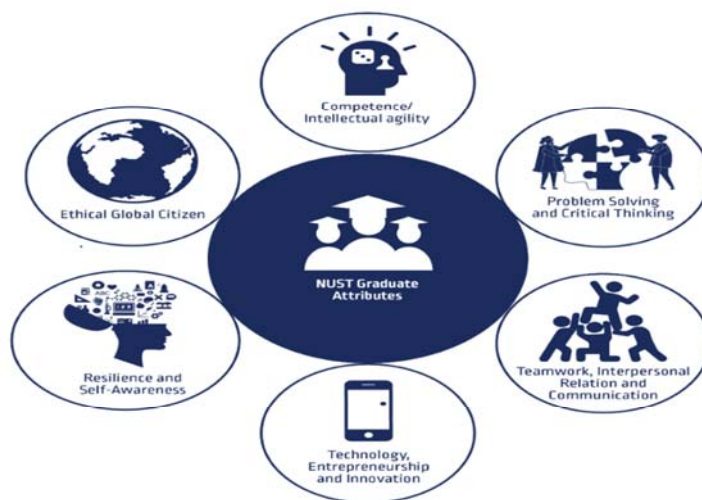 Competence/
Intellectual agility
Ethical Global Citizen
Problem Solving
and Critical Thinking
NUST Graduate
Attributes
Resilience and
Self-Awareness
Teamwork, Interpersonal
Relation and
Communication
Technology,
Entrepreneurship
and Innovation